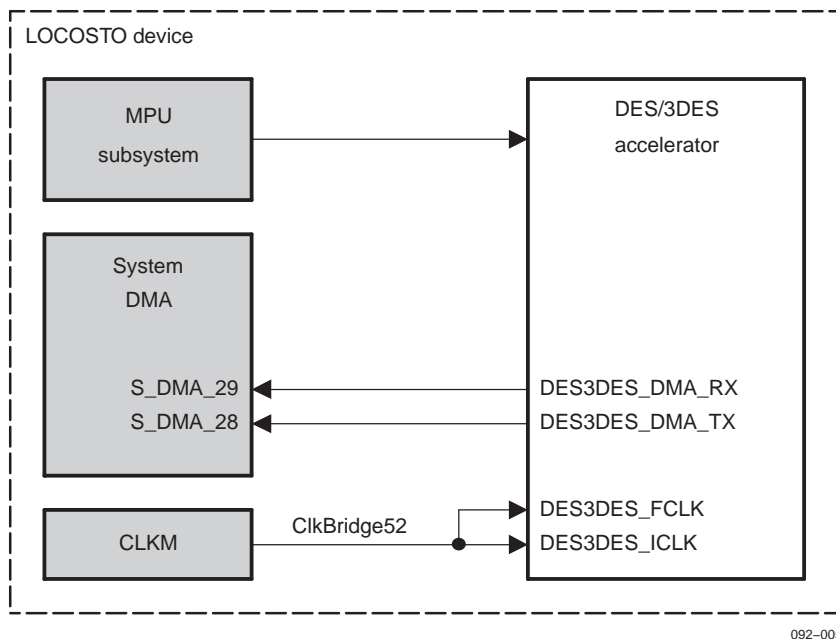 LOCOSTO device
MPU
subsystem
DES/3DES
accelerator
System
DMA
S_DMA_29
DES3DES_DMA_RX
S_DMA_28
DES3DES_DMA_TX
CLKM
ClkBridge52
DES3DES_FCLK
DES3DES_ICLK